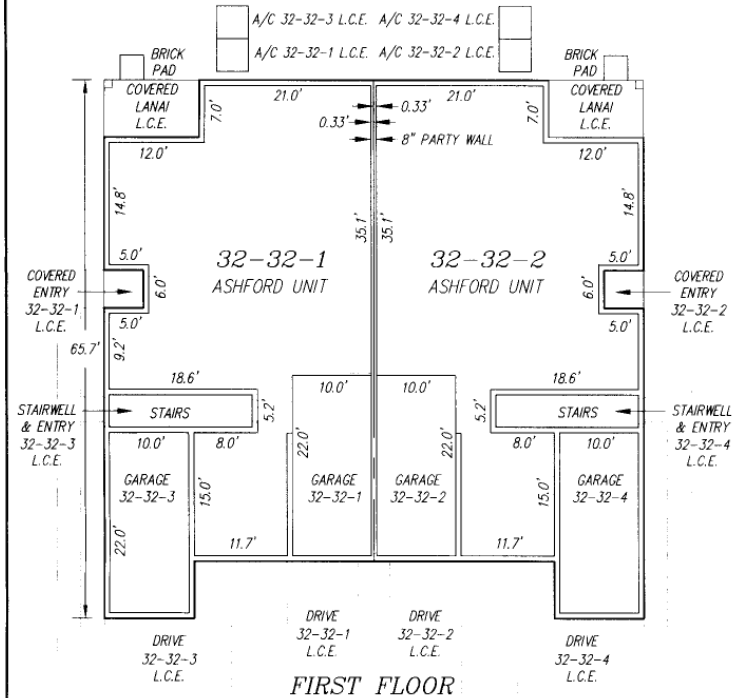 A/C 32-32-3 L.C.E. A/C 32-32-4 L.C.E.
A/C 32-32-1 L.C.E. A/C 32-32-2 L.C.E.
BRICK
PAD
BRICK
PAD
COVERED
LANAI
L.C.E.
COVERED
LANAI
L.C.E.
7.0'
21.0'
0.33'
0.33'
21.0'
7.0'
8" PARTY WALL
12.0'
12.0'
14.8'
35.1'
35.1'
14.8'
5.0'
5.0'
32-32-1
ASHFORD UNIT
32-32-2
ASHFORD UNIT
COVERED
ENTRY
32-32-1
L.C.E.
6.0'
6.0'
COVERED
ENTRY
32-32-2
L.C.E.
5.0'
5.0'
9.2'
65.7'
18.6'
10.0'
10.0'
18.6'
STAIRWELL
& ENTRY
32-32-3
L.C.E.
STAIRS
5.2'
5.2'
STAIRS
STAIRWELL
& ENTRY
32-32-4
L.C.E.
10.0'
8.0'
22.0'
22.0'
8.0'
10.0'
GARAGE
32-32-3
GARAGE
32-32-1
GARAGE
32-32-2
GARAGE
32-32-4
22.0'
15.0'
15.0'
11.7'
11.7'
DRIVE
32-32-3
L.C.E.
DRIVE
32-32-1
L.C.E.
DRIVE
32-32-2
L.C.E.
DRIVE
32-32-4
L.C.E.
FIRST FLOOR